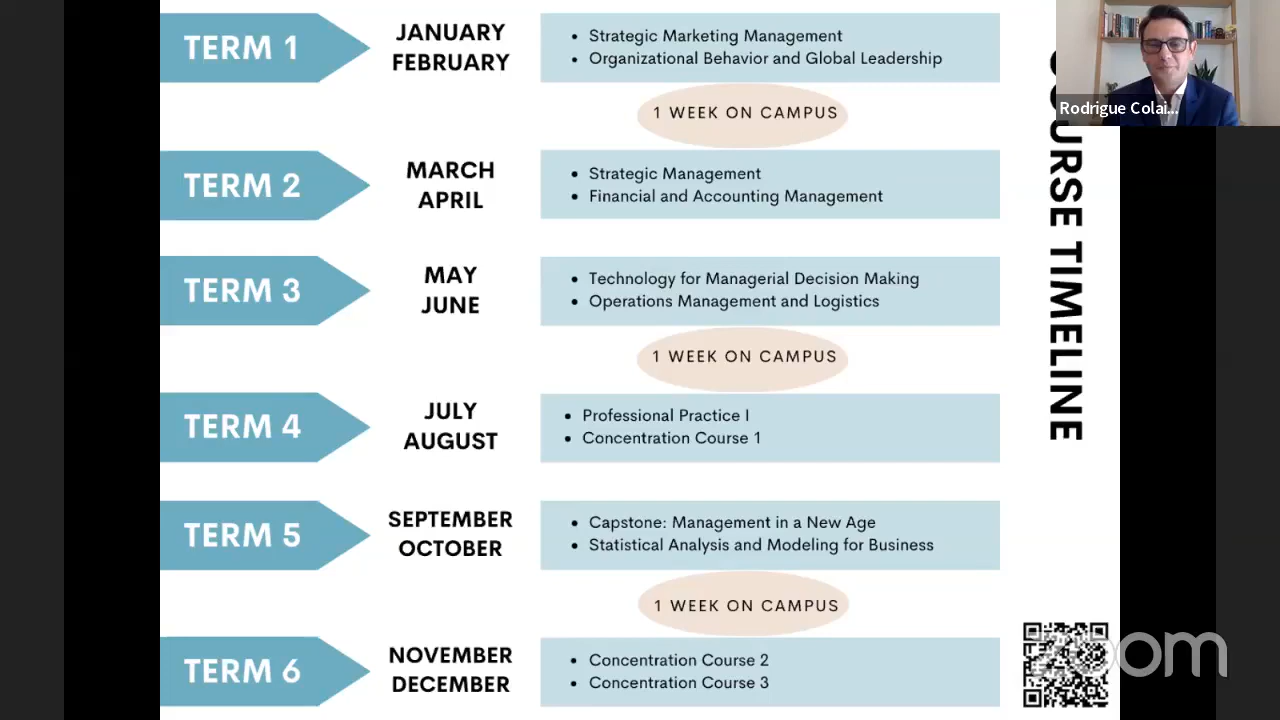 TERM 1
JANUARY
FEBRUARY
• Strategic Marketing Management
• Organizational Behavior and Global Leadership
Rodrigue Colai...
1 WEEK ON CAMPUS
TERM 2
MARCH
APRIL
• Strategic Management
• Financial and Accounting Management
TERM 3
MAY
JUNE
• Technology for Managerial Decision Making
• Operations Management and Logistics
1 WEEK ON CAMPUS
TERM 4
JULY
AUGUST
• Professional Practice I
• Concentration Course 1
TERM 5
SEPTEMBER
OCTOBER
• Capstone: Management in a New Age
• Statistical Analysis and Modeling for Business
1 WEEK ON CAMPUS
TERM 6
NOVEMBER
DECEMBER
• Concentration Course 2
• Concentration Course 3
COURSE TIMELINE
zoom